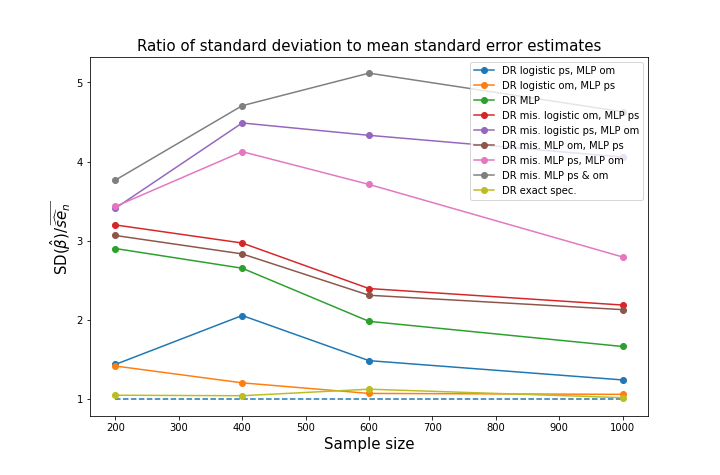 Ratio of standard deviation to mean standard error estimates
DR logistic ps, MLP om
DR logistic om, MLP ps
DR MLP
DR mis. logistic om, MLP ps
DR mis. logistic ps, MLP om
DR mis. MLP om, MLP ps
DR mis. MLP ps, MLP om
DR mis. MLP ps & om
DR exact spec.
5
4
3
2
1
SD(β̂)/se̅̂ₙ
200 300 400 500 600 700 800 900 1000
Sample size